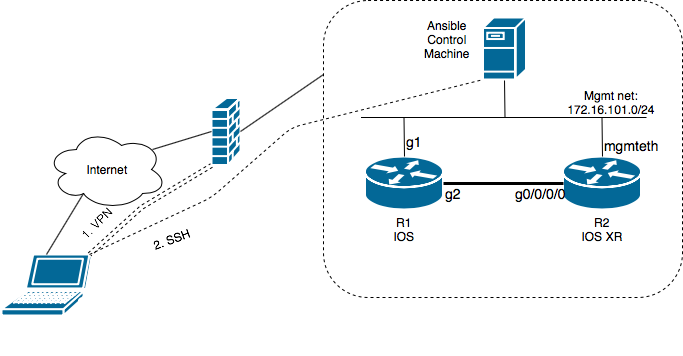 Ansible
Control
Machine
Mgmt net:
172.16.101.0/24
Internet
g1
mgmteth
g2
g0/0/0/0
R1
IOS
R2
IOS XR
1. VPN
2. SSH